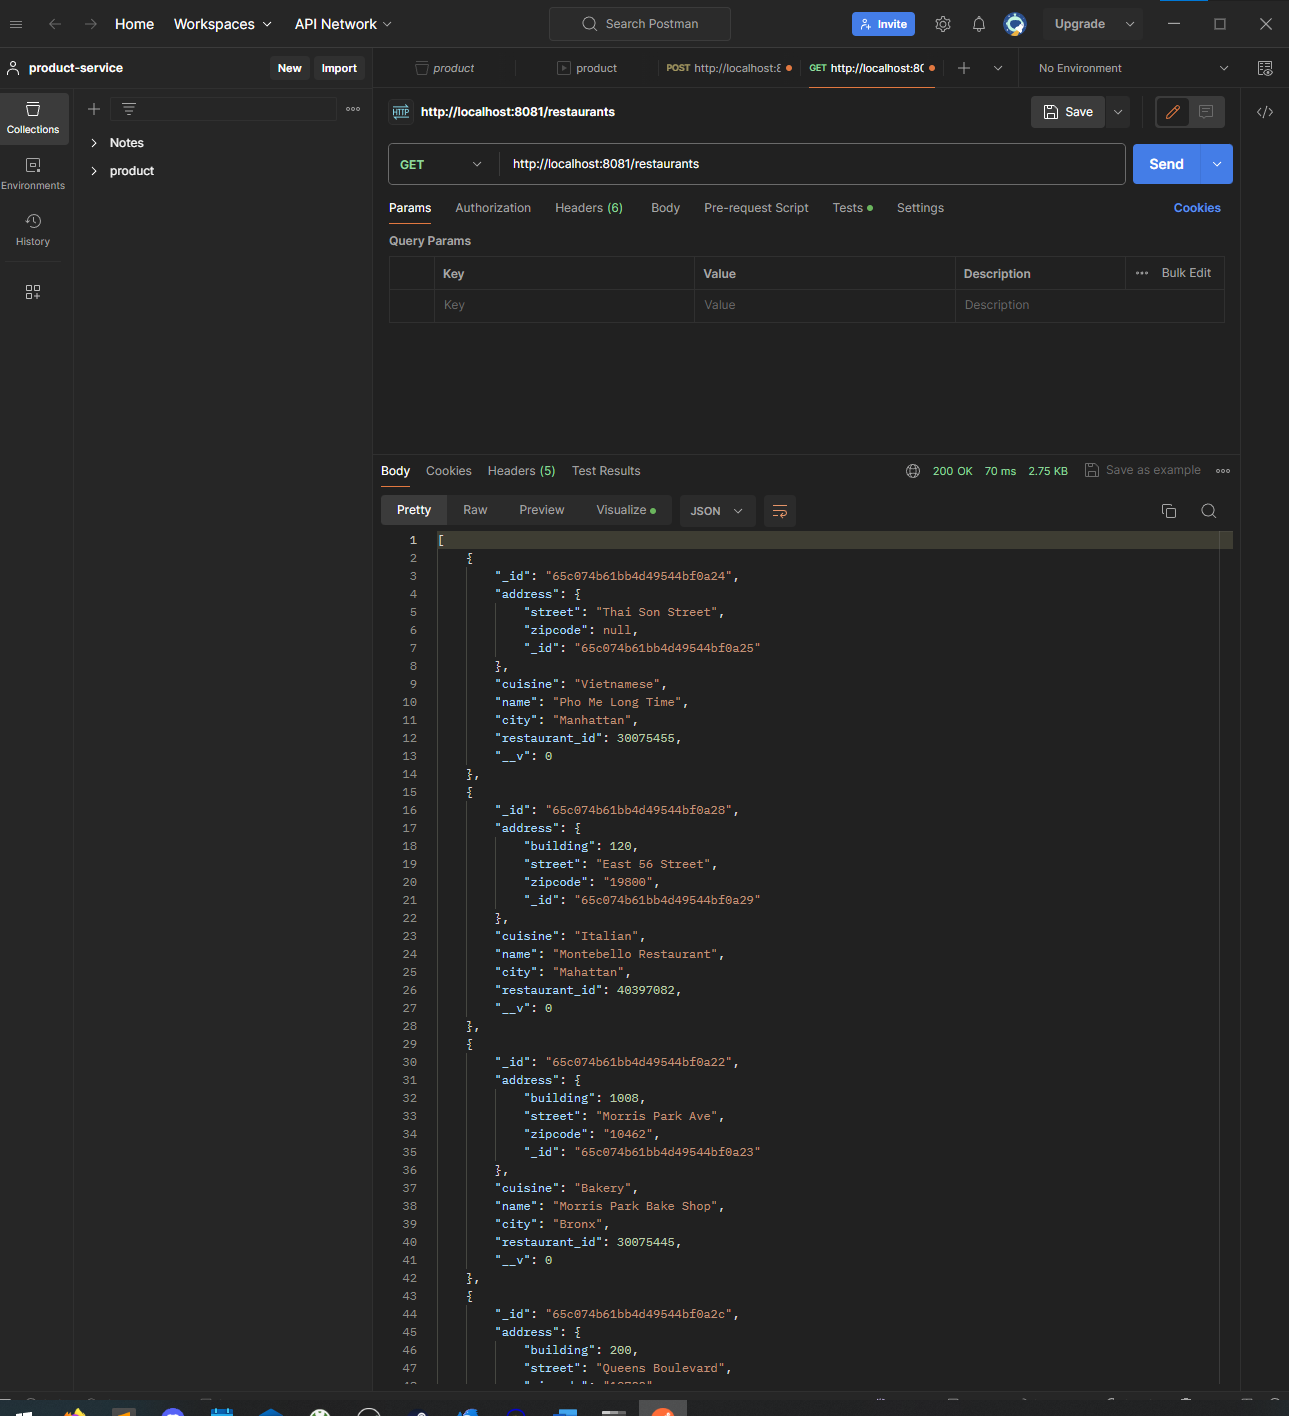 Home
Workspaces
API Network
Search Postman
Invite
Upgrade
product-service
New
Import
product
product
POST http://localhost:8
GET http://localhost:80
No Environment
Collections
Environments
History
Notes
product
HTTP
http://localhost:8081/restaurants
Save
GET
http://localhost:8081/restaurants
Send
Params
Authorization
Headers (6)
Body
Pre-request Script
Tests
Settings
Cookies
Query Params
Key
Value
Description
Bulk Edit
Key
Value
Description
Body
Cookies
Headers (5)
Test Results
200 OK
70 ms
2.75 KB
Save as example
Pretty
Raw
Preview
Visualize
JSON
1 [
2 {
3 "_id": "65c074b61bb4d49544bf0a24",
4 "address": {
5 "street": "Thai Son Street",
6 "zipcode": null,
7 "_id": "65c074b61bb4d49544bf0a25"
8 },
9 "cuisine": "Vietnamese",
10 "name": "Pho Me Long Time",
11 "city": "Manhattan",
12 "restaurant_id": 30075455,
13 "__v": 0
14 },
15 {
16 "_id": "65c074b61bb4d49544bf0a28",
17 "address": {
18 "building": 120,
19 "street": "East 56 Street",
20 "zipcode": "19800",
21 "_id": "65c074b61bb4d49544bf0a29"
22 },
23 "cuisine": "Italian",
24 "name": "Montebello Restaurant",
25 "city": "Mahattan",
26 "restaurant_id": 40397082,
27 "__v": 0
28 },
29 {
30 "_id": "65c074b61bb4d49544bf0a22",
31 "address": {
32 "building": 1008,
33 "street": "Morris Park Ave",
34 "zipcode": "10462",
35 "_id": "65c074b61bb4d49544bf0a23"
36 },
37 "cuisine": "Bakery",
38 "name": "Morris Park Bake Shop",
39 "city": "Bronx",
40 "restaurant_id": 30075445,
41 "__v": 0
42 },
43 {
44 "_id": "65c074b61bb4d49544bf0a2c",
45 "address": {
46 "building": 200,
47 "street": "Queens Boulevard",